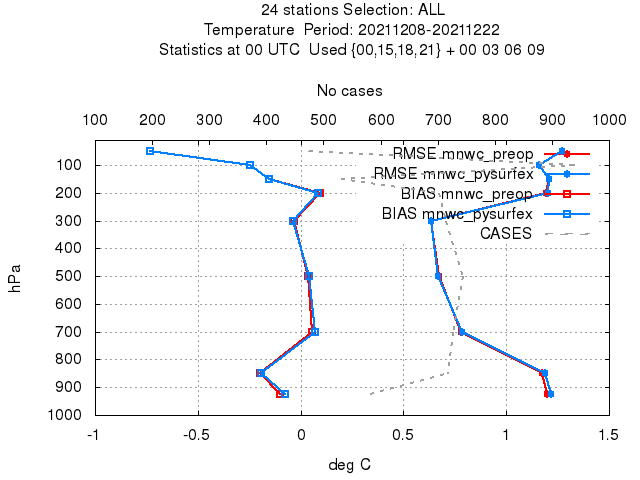 24 stations Selection: ALL
Temperature  Period: 20211208-20211222
Statistics at 00 UTC  Used {00,15,18,21} + 00 03 06 09
No cases
100 200 300 400 500 600 700 800 900 1000
RMSE mnwc_preop
RMSE mnwc_pysurfex
BIAS mnwc_preop
BIAS mnwc_pysurfex
CASES
hPa
100
200
300
400
500
600
700
800
900
1000
-1 -0.5 0 0.5 1 1.5
deg C